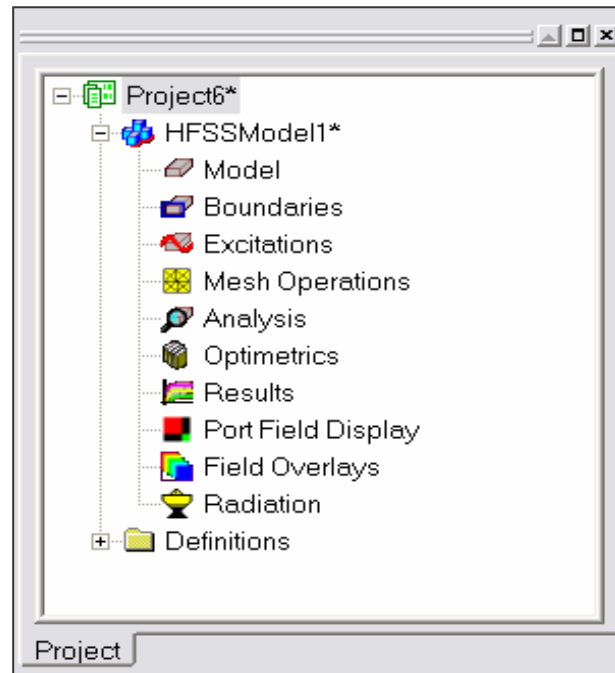 Project6*
HFSSModel1*
Model
Boundaries
Excitations
Mesh Operations
Analysis
Optimetrics
Results
Port Field Display
Field Overlays
Radiation
Definitions
Project